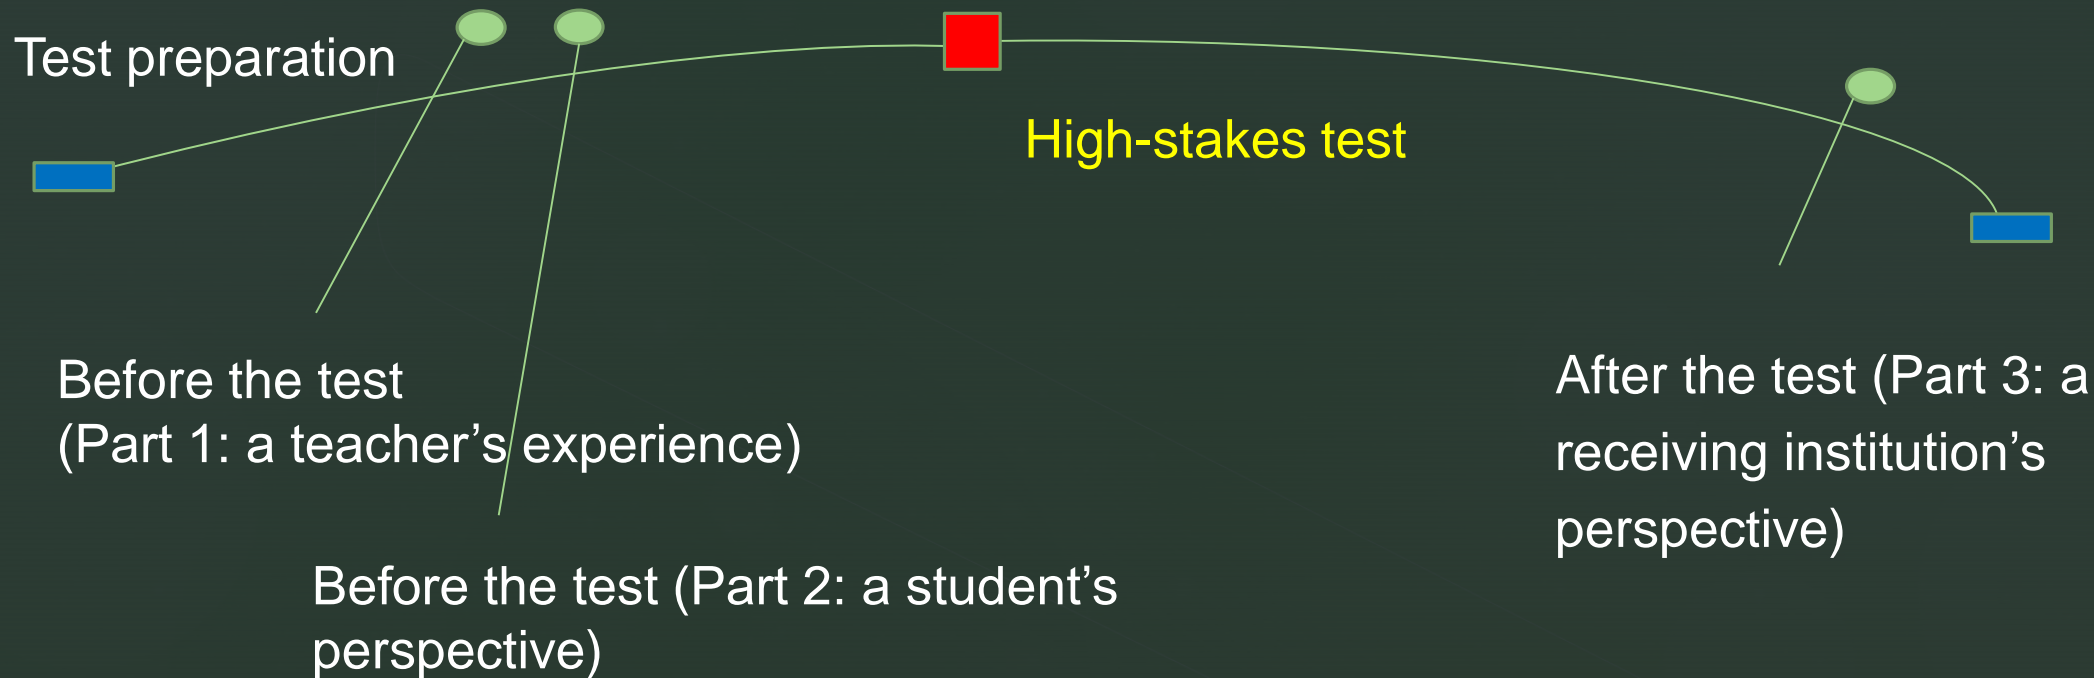 Test preparation
High-stakes test
Before the test
(Part 1: a teacher’s experience)
Before the test (Part 2: a student’s
perspective)
After the test (Part 3: a
receiving institution’s
perspective)